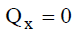 Qₓ = 0